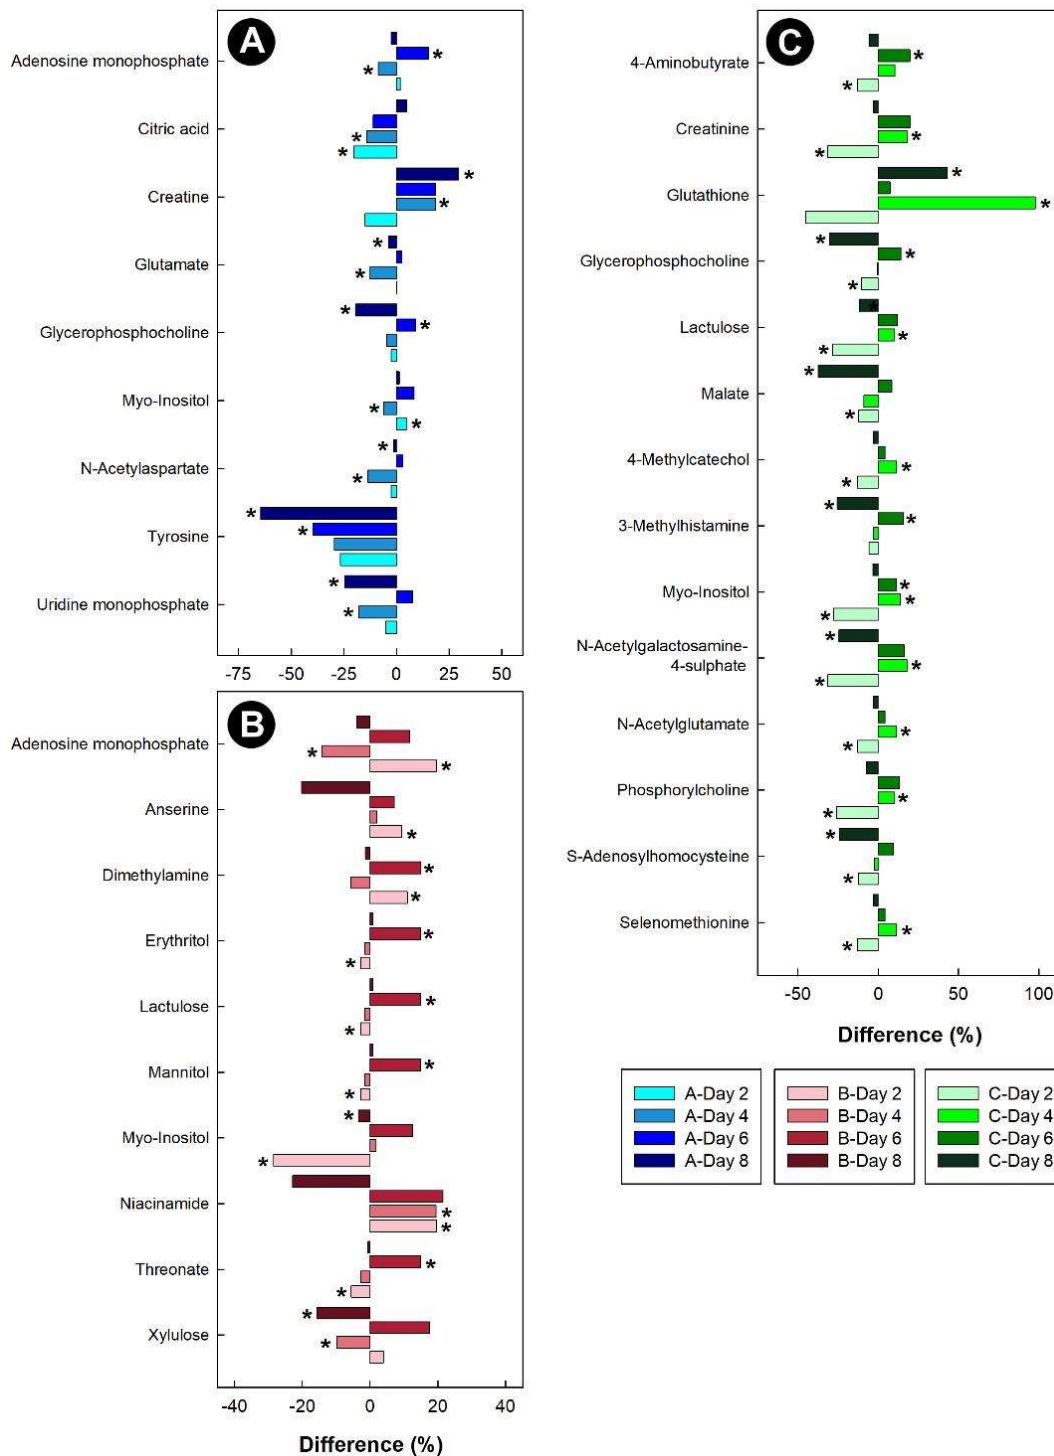 A
Adenosine monophosphate
*
*
Citric acid
*
*
Creatine
*
*
Glutamate
*
*
Glycerophosphocholine
*
*
Myo-Inositol
*
*
N-Acetylaspartate
*
*
Tyrosine
*
*
Uridine monophosphate
*
*
-75 -50 -25 0 25 50
B
Adenosine monophosphate
*
*
Anserine
*
Dimethylamine
*
*
Erythritol
*
*
Lactulose
*
*
Mannitol
*
*
Myo-Inositol
*
*
Niacinamide
*
*
Threonate
*
*
Xylulose
*
*
-40 -20 0 20 40
Difference (%)
C
4-Aminobutyrate
*
*
Creatinine
*
*
Glutathione
*
*
Glycerophosphocholine
*
*
*
Lactulose
*
*
*
Malate
*
*
4-Methylcatechol
*
*
3-Methylhistamine
*
*
Myo-Inositol
*
*
*
N-Acetylgalactosamine-
4-sulphate
*
*
*
N-Acetylglutamate
*
*
Phosphorylcholine
*
*
S-Adenosylhomocysteine
*
*
Selenomethionine
*
*
-50 0 50 100
Difference (%)
A-Day 2
A-Day 4
A-Day 6
A-Day 8
B-Day 2
B-Day 4
B-Day 6
B-Day 8
C-Day 2
C-Day 4
C-Day 6
C-Day 8